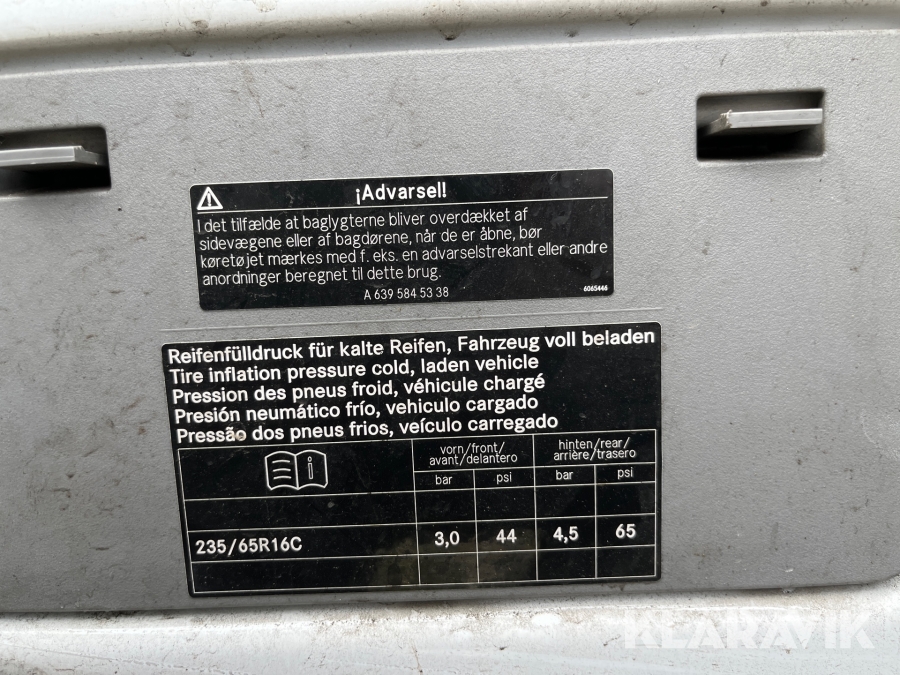 ¡Advarsel!
I det tilfælde at baglygterne bliver overdækket af
sidevægene eller af bagdørene, når de er åbne, bør
køretøjet mærkes med f. eks. en advarselstrekant eller andre
anordninger beregnet til dette brug.
A 639 584 53 38
6065446
Reifenfülldruck für kalte Reifen, Fahrzeug voll beladen
Tire inflation pressure cold, laden vehicle
Pression des pneus froid, véhicule chargé
Presión neumático frío, vehiculo cargado
Pressão dos pneus frios, veículo carregado
vorn/front/ hinten/rear/
avant/delantero arrière/trasero
bar psi bar psi
235/65R16C 3,0 44 4,5 65
KLARAVIK